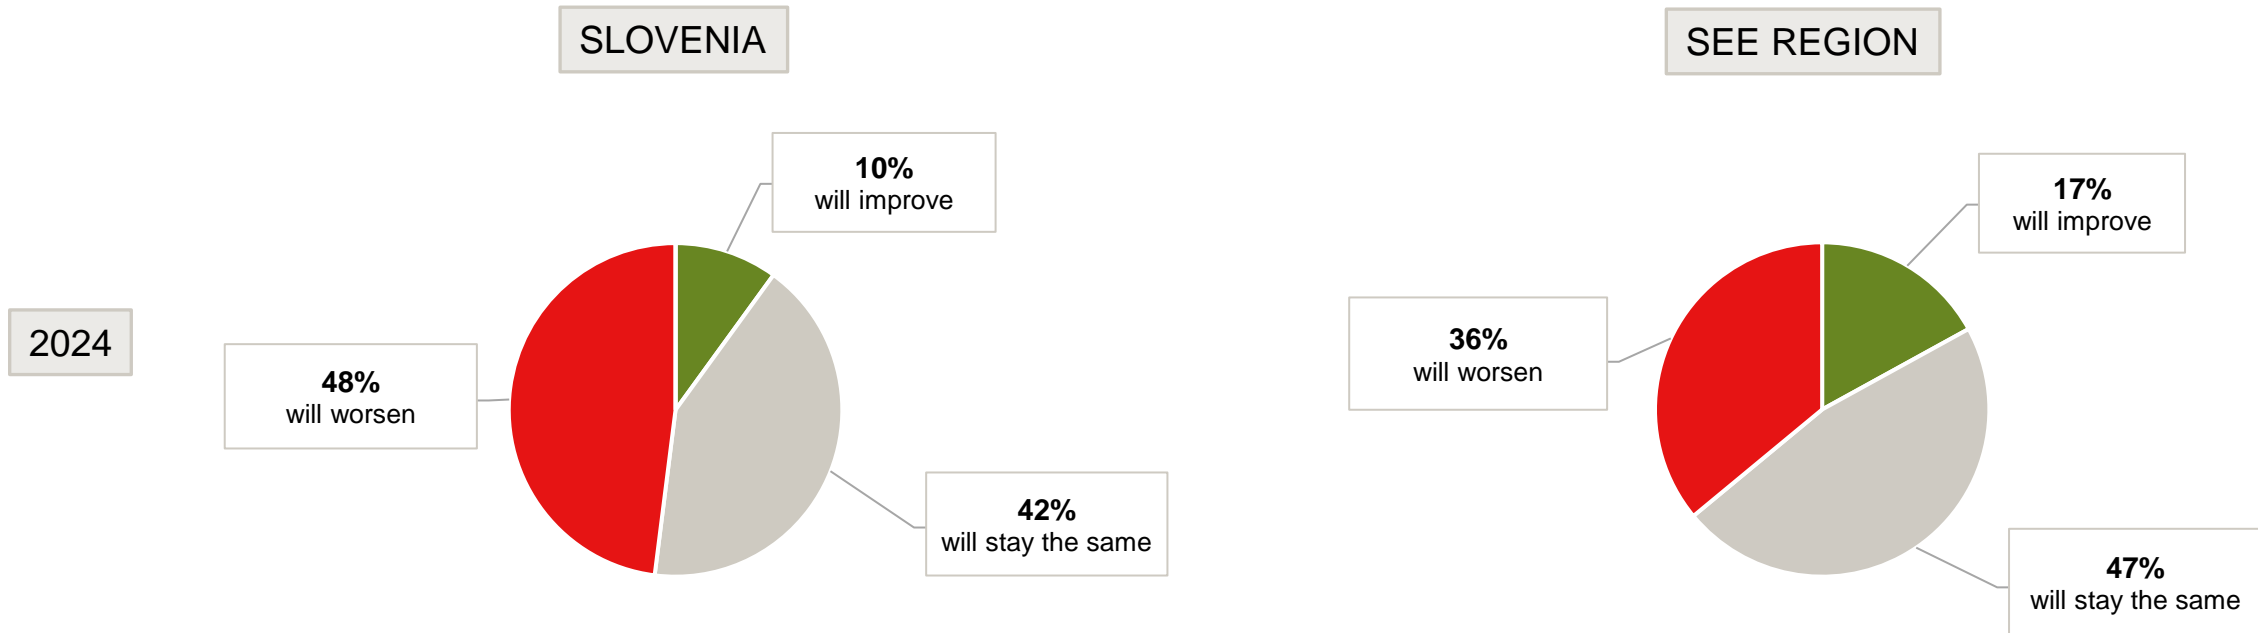 SLOVENIA
SEE REGION
2024
10%
will improve
48%
will worsen
42%
will stay the same
17%
will improve
36%
will worsen
47%
will stay the same